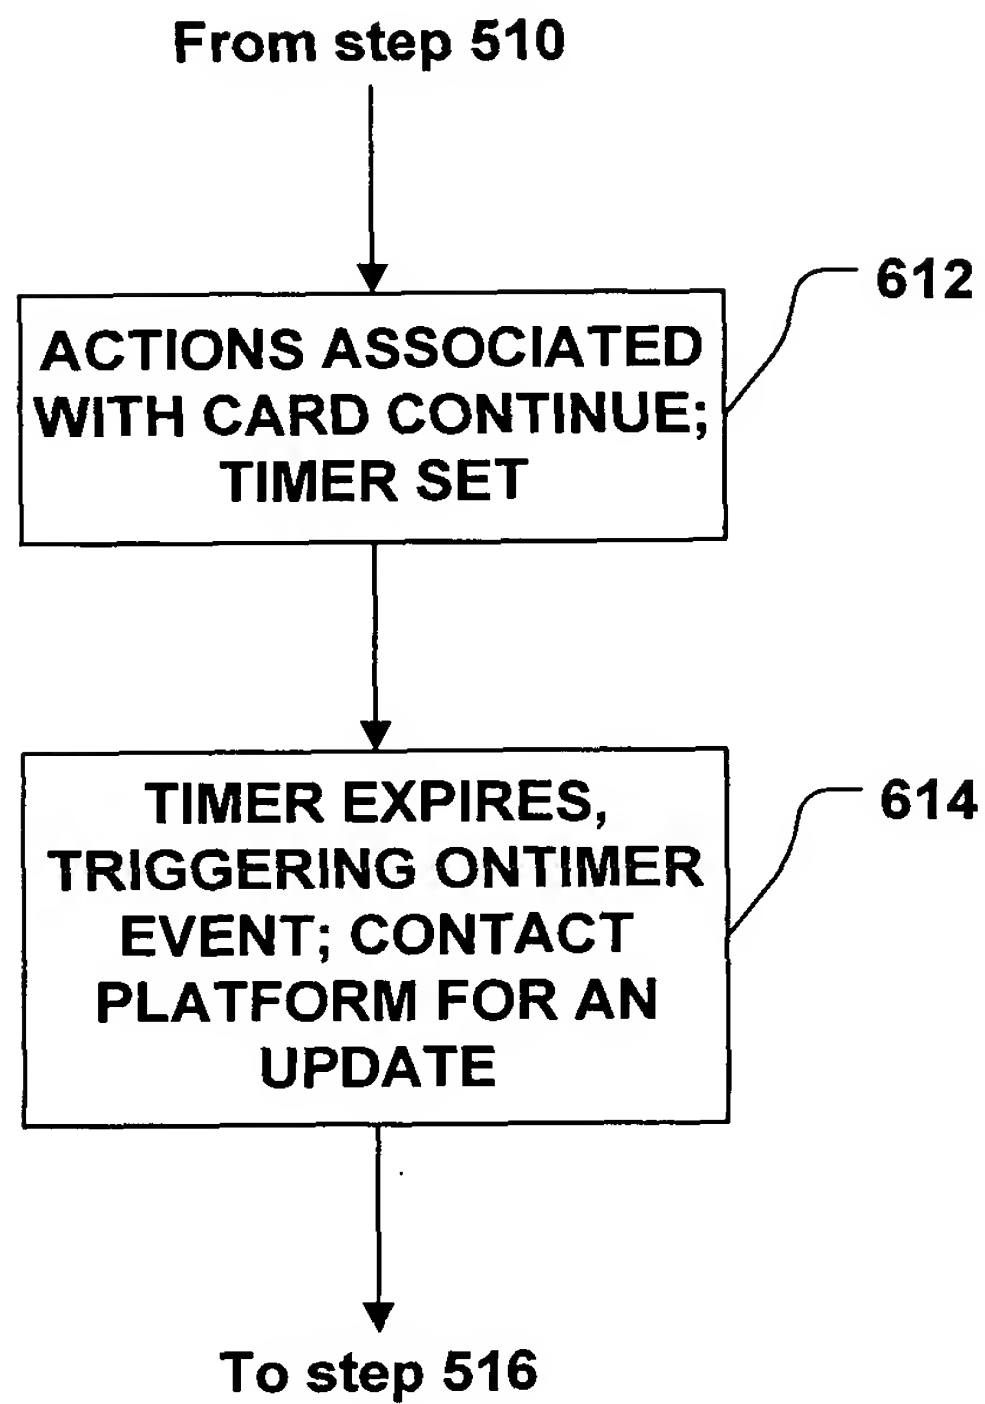 From step 510
612
ACTIONS ASSOCIATED
WITH CARD CONTINUE;
TIMER SET
614
TIMER EXPIRES,
TRIGGERING ONTIMER
EVENT; CONTACT
PLATFORM FOR AN
UPDATE
To step 516